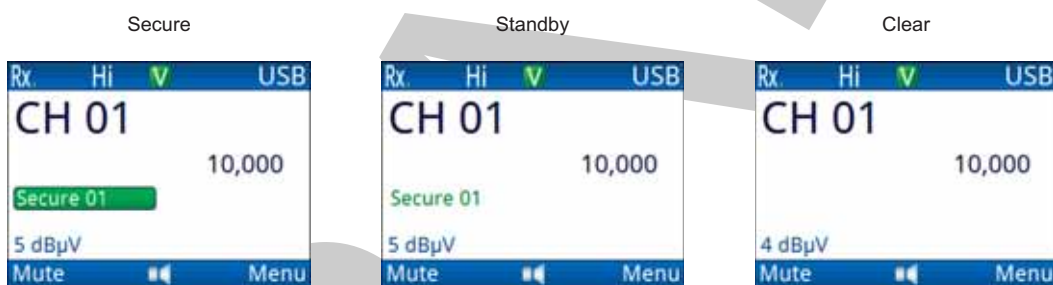 Secure
Standby
Clear
Rx. Hi V USB
CH 01
10,000
Secure 01
5 dBµV
Mute Menu
Rx. Hi V USB
CH 01
10,000
Secure 01
5 dBµV
Mute Menu
Rx. Hi V USB
CH 01
10,000
4 dBµV
Mute Menu